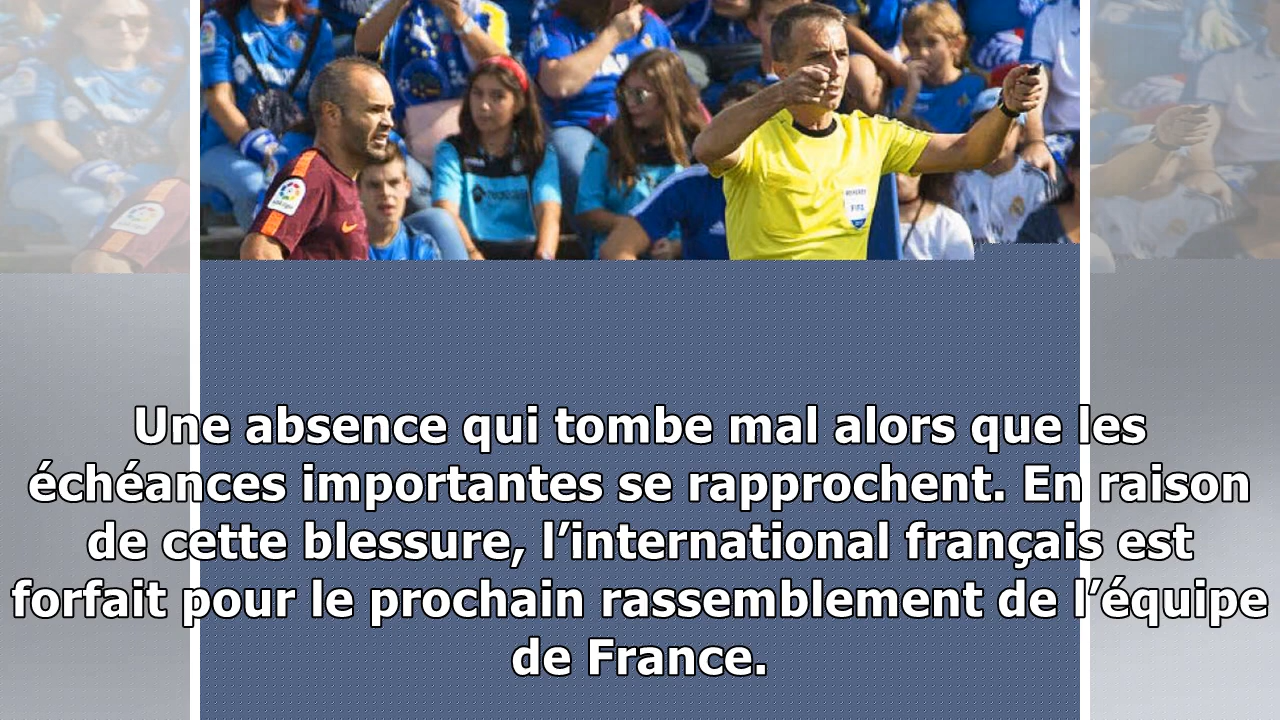 Une absence qui tombe mal alors que les
échéances importantes se rapprochent. En raison
de cette blessure, l’international français est
forfait pour le prochain rassemblement de l’équipe
de France.
FIFA